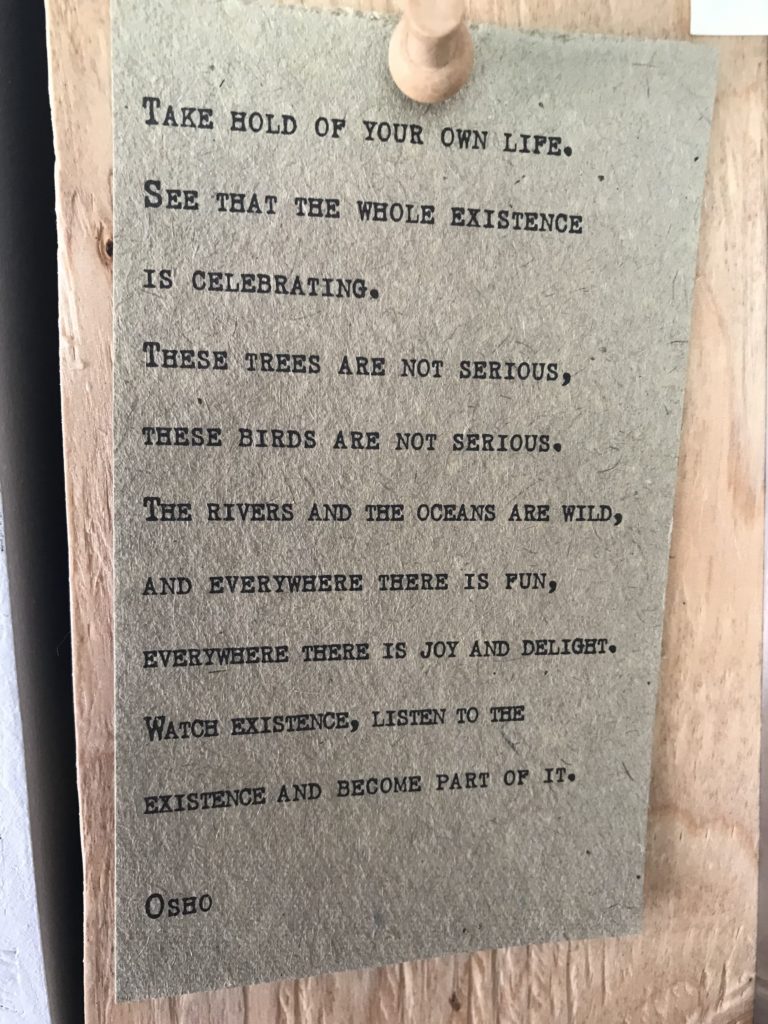 Take hold of your own life.
See that the whole existence
is celebrating.
These trees are not serious,
these birds are not serious.
The rivers and the oceans are wild,
and everywhere there is fun,
everywhere there is joy and delight.
Watch existence, listen to the
existence and become part of it.
Osho